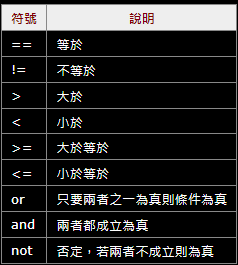 符號 說明
== 等於
!= 不等於
> 大於
< 小於
>= 大於等於
<= 小於等於
or 只要兩者之一為真則條件為真
and 兩者都成立為真
not 否定，若兩者不成立則為真